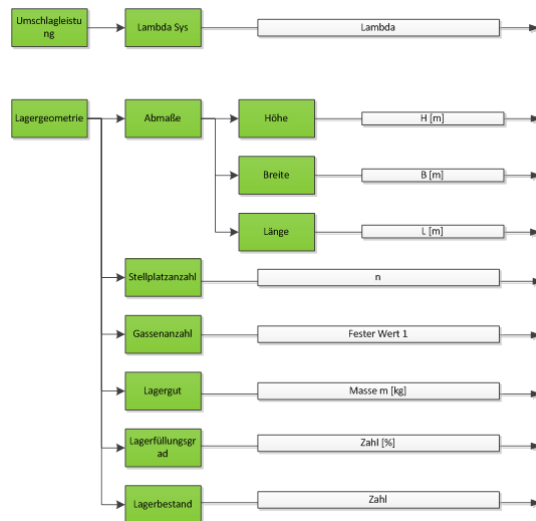 Umschlagleistu
ng
Lambda Sys
Lambda
Lagergeometrie
Abmaße
Höhe
H [m]
Breite
B [m]
Länge
L [m]
Stellplatzanzahl
n
Gassenanzahl
Fester Wert 1
Lagergut
Masse m [kg]
Lagerfüllungsgr
ad
Zahl [%]
Lagerbestand
Zahl